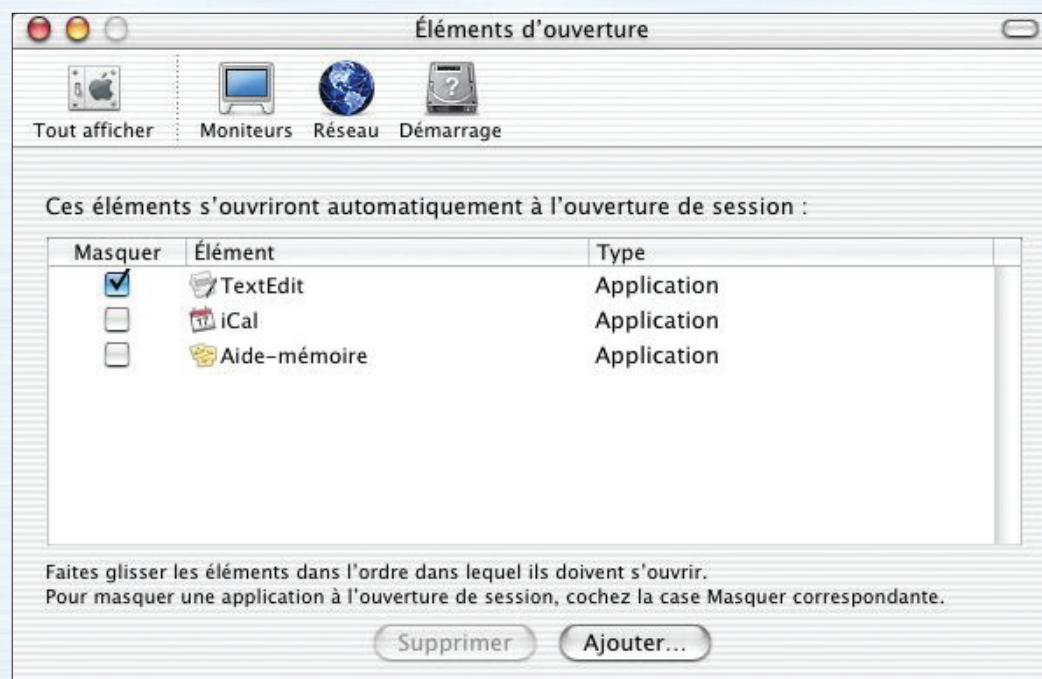 Éléments d’ouverture
Tout afficher Moniteurs Réseau Démarrage
Ces éléments s’ouvriront automatiquement à l’ouverture de session :
Masquer Élément Type
TextEdit Application
17 iCal Application
Aide-mémoire Application
Faites glisser les éléments dans l’ordre dans lequel ils doivent s’ouvrir.
Pour masquer une application à l’ouverture de session, cochez la case Masquer correspondante.
Supprimer Ajouter...